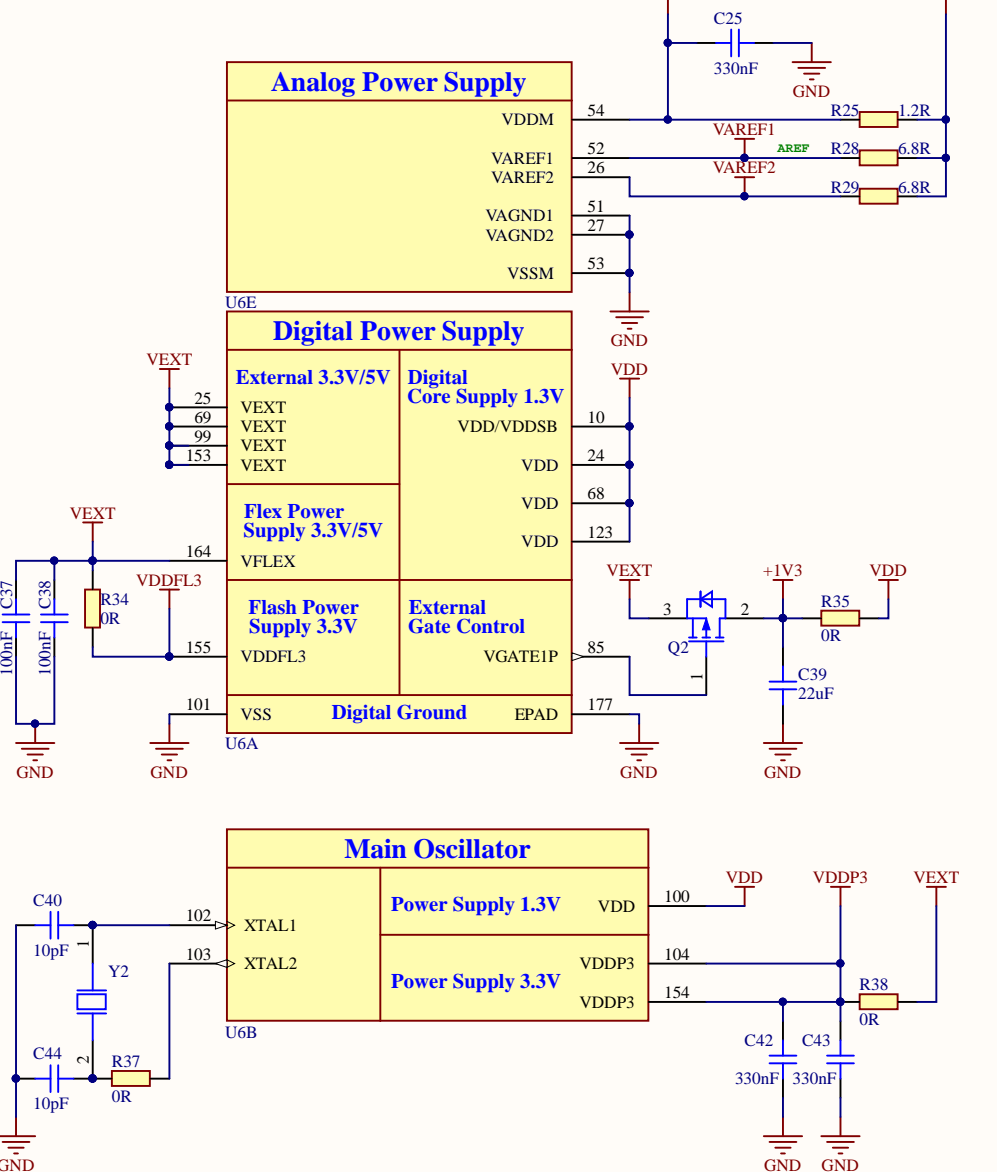 C25
330nF
GND
Analog Power Supply
VDDM 54
R25 1.2R
VAREF1
VAREF1 52
AREF R28 6.8R
VAREF2 26
VAREF2
R29 6.8R
VAGND1 51
VAGND2 27
VSSM 53
U6E
GND
Digital Power Supply
VEXT
External 3.3V/5V
25 VEXT
69 VEXT
99 VEXT
153 VEXT
Digital
Core Supply 1.3V
VDD
VDD/VDDSB 10
VDD 24
VDD 68
VDD 123
VEXT
Flex Power
Supply 3.3V/5V
164 VFLEX
C37
100nF
C38
100nF
R34
0R
VDDFL3
Flash Power
Supply 3.3V
155 VDDFL3
External
Gate Control
VGATE1P 85
VEXT
3
Q2
2
1
+1V3
R35
0R
VDD
C39
22uF
101 VSS
Digital Ground
EPAD 177
U6A
GND
GND
GND
GND
Main Oscillator
C40
10pF
1
Y2
2
C44
10pF
R37
0R
GND
102 XTAL1
103 XTAL2
Power Supply 1.3V
VDD 100
VDD
Power Supply 3.3V
VDDP3 104
VDDP3 154
U6B
VDDP3
VEXT
R38
0R
C42
330nF
C43
330nF
GND
GND